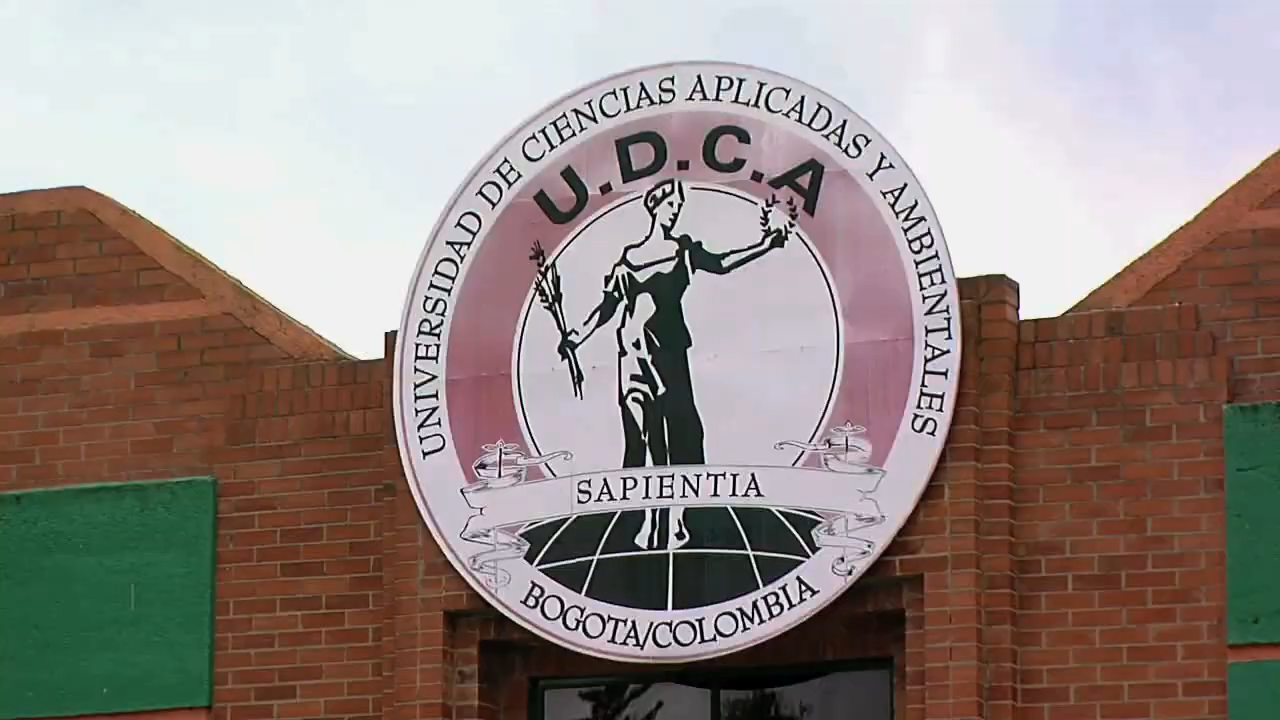 UNIVERSIDAD DE CIENCIAS APLICADAS Y AMBIENTALES
U.D.C.A
SAPIENTIA
BOGOTA/COLOMBIA